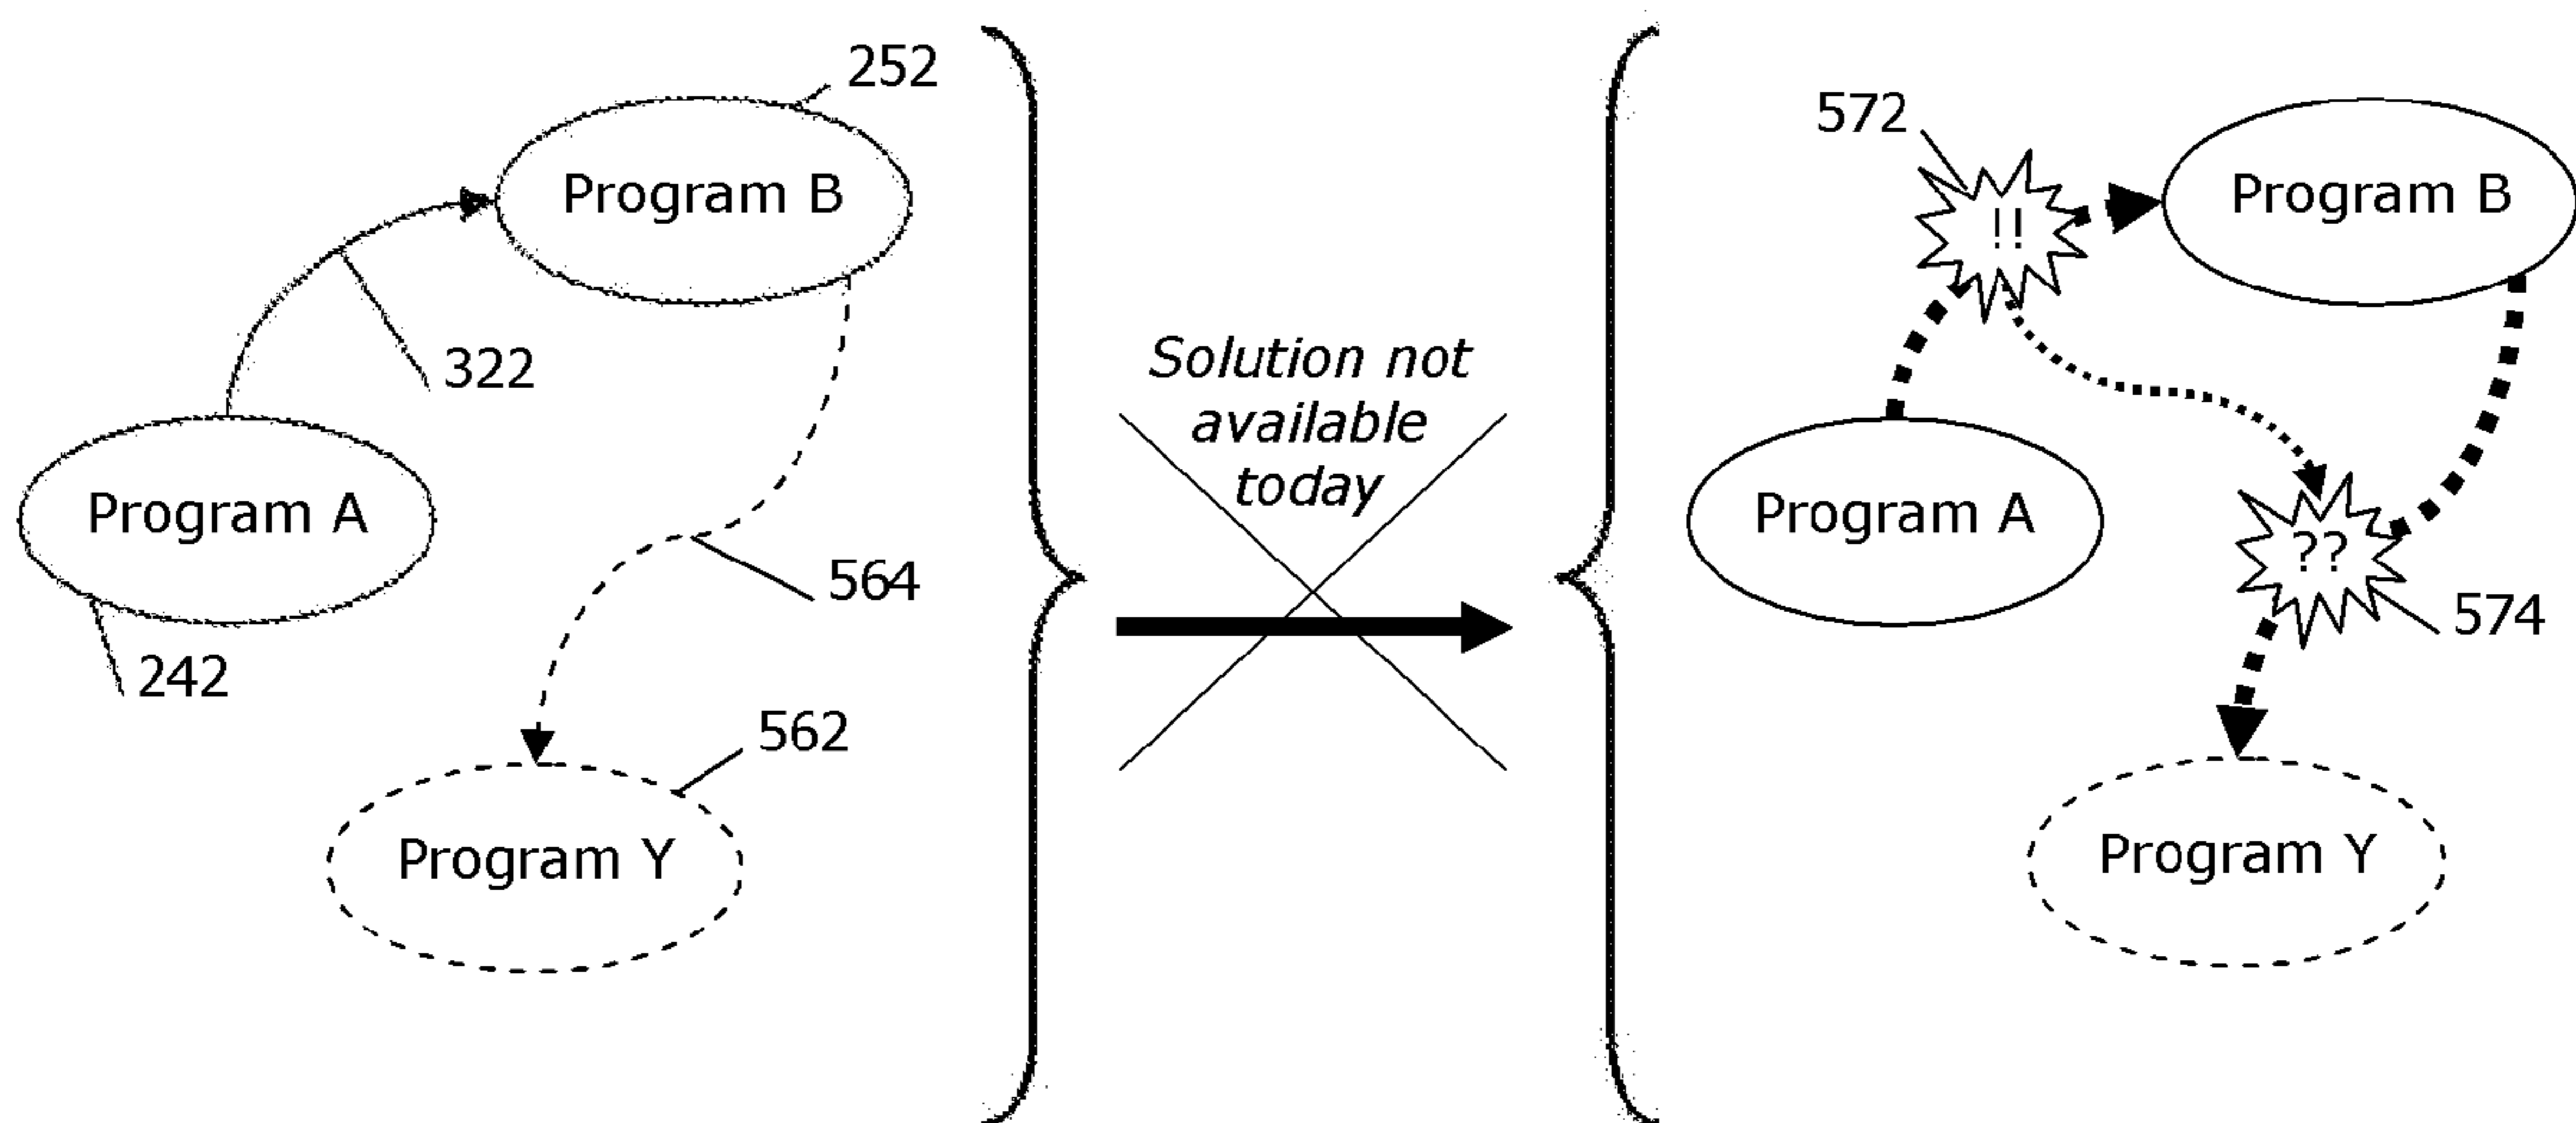 252
Program B
322
Program A
242
564
562
Program Y
Solution not
available
today
572
!!
Program B
Program A
??
574
Program Y